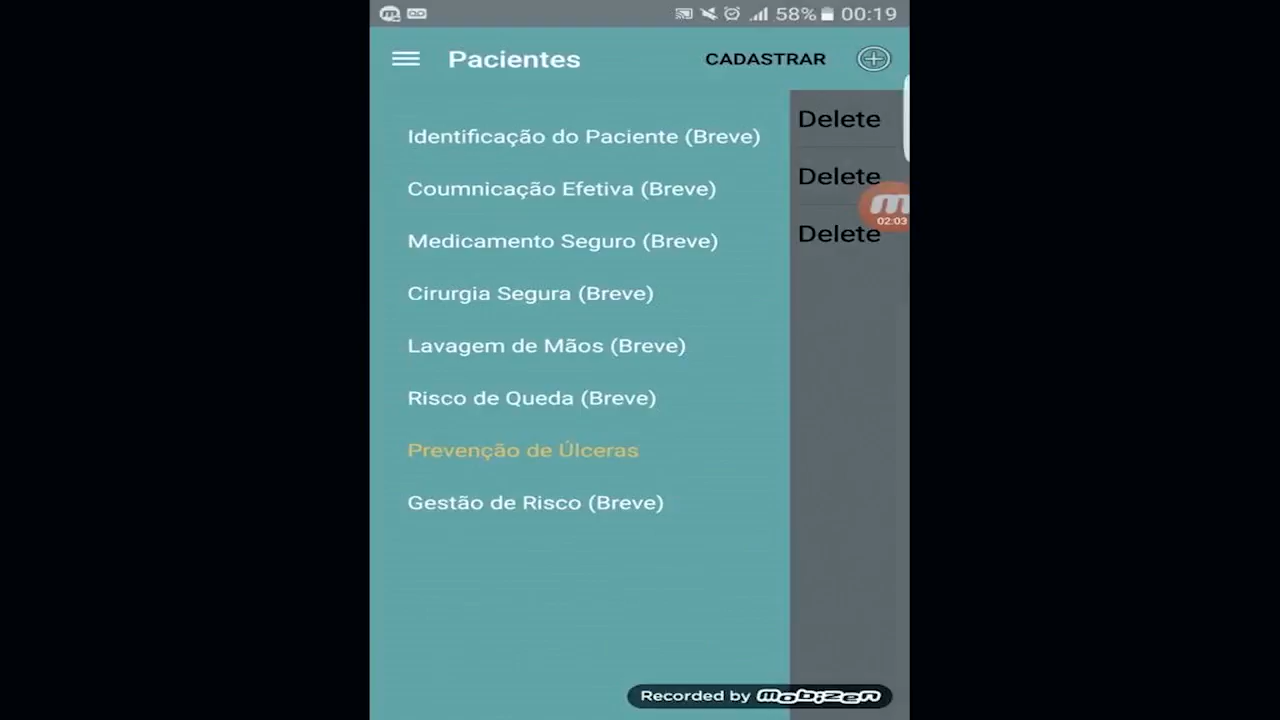 58% 00:19
Pacientes CADASTRAR
Identificação do Paciente (Breve)
Delete
Coumnicação Efetiva (Breve)
Delete
Medicamento Seguro (Breve)
Delete
02:03
Cirurgia Segura (Breve)
Lavagem de Mãos (Breve)
Risco de Queda (Breve)
Prevenção de Úlceras
Gestão de Risco (Breve)
Recorded by mobizen